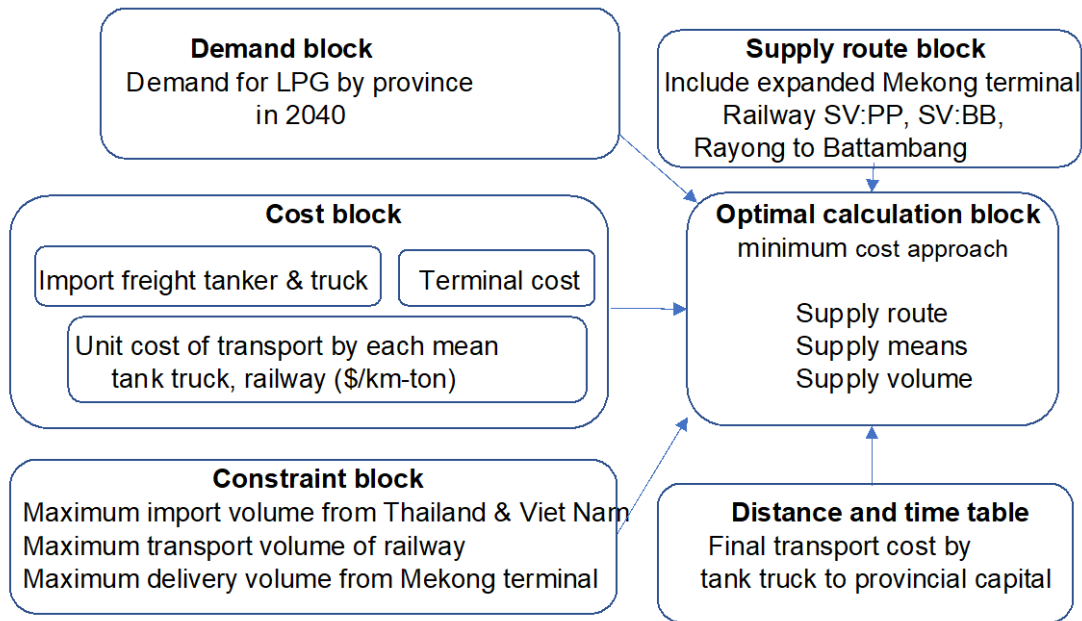 Demand block
Demand for LPG by province
in 2040
Supply route block
Include expanded Mekong terminal
Railway SV:PP, SV:BB,
Rayong to Battambang
Cost block
Import freight tanker & truck
Terminal cost
Unit cost of transport by each mean
tank truck, railway ($/km-ton)
Optimal calculation block
minimum cost approach
Supply route
Supply means
Supply volume
Constraint block
Maximum import volume from Thailand & Viet Nam
Maximum transport volume of railway
Maximum delivery volume from Mekong terminal
Distance and time table
Final transport cost by
tank truck to provincial capital